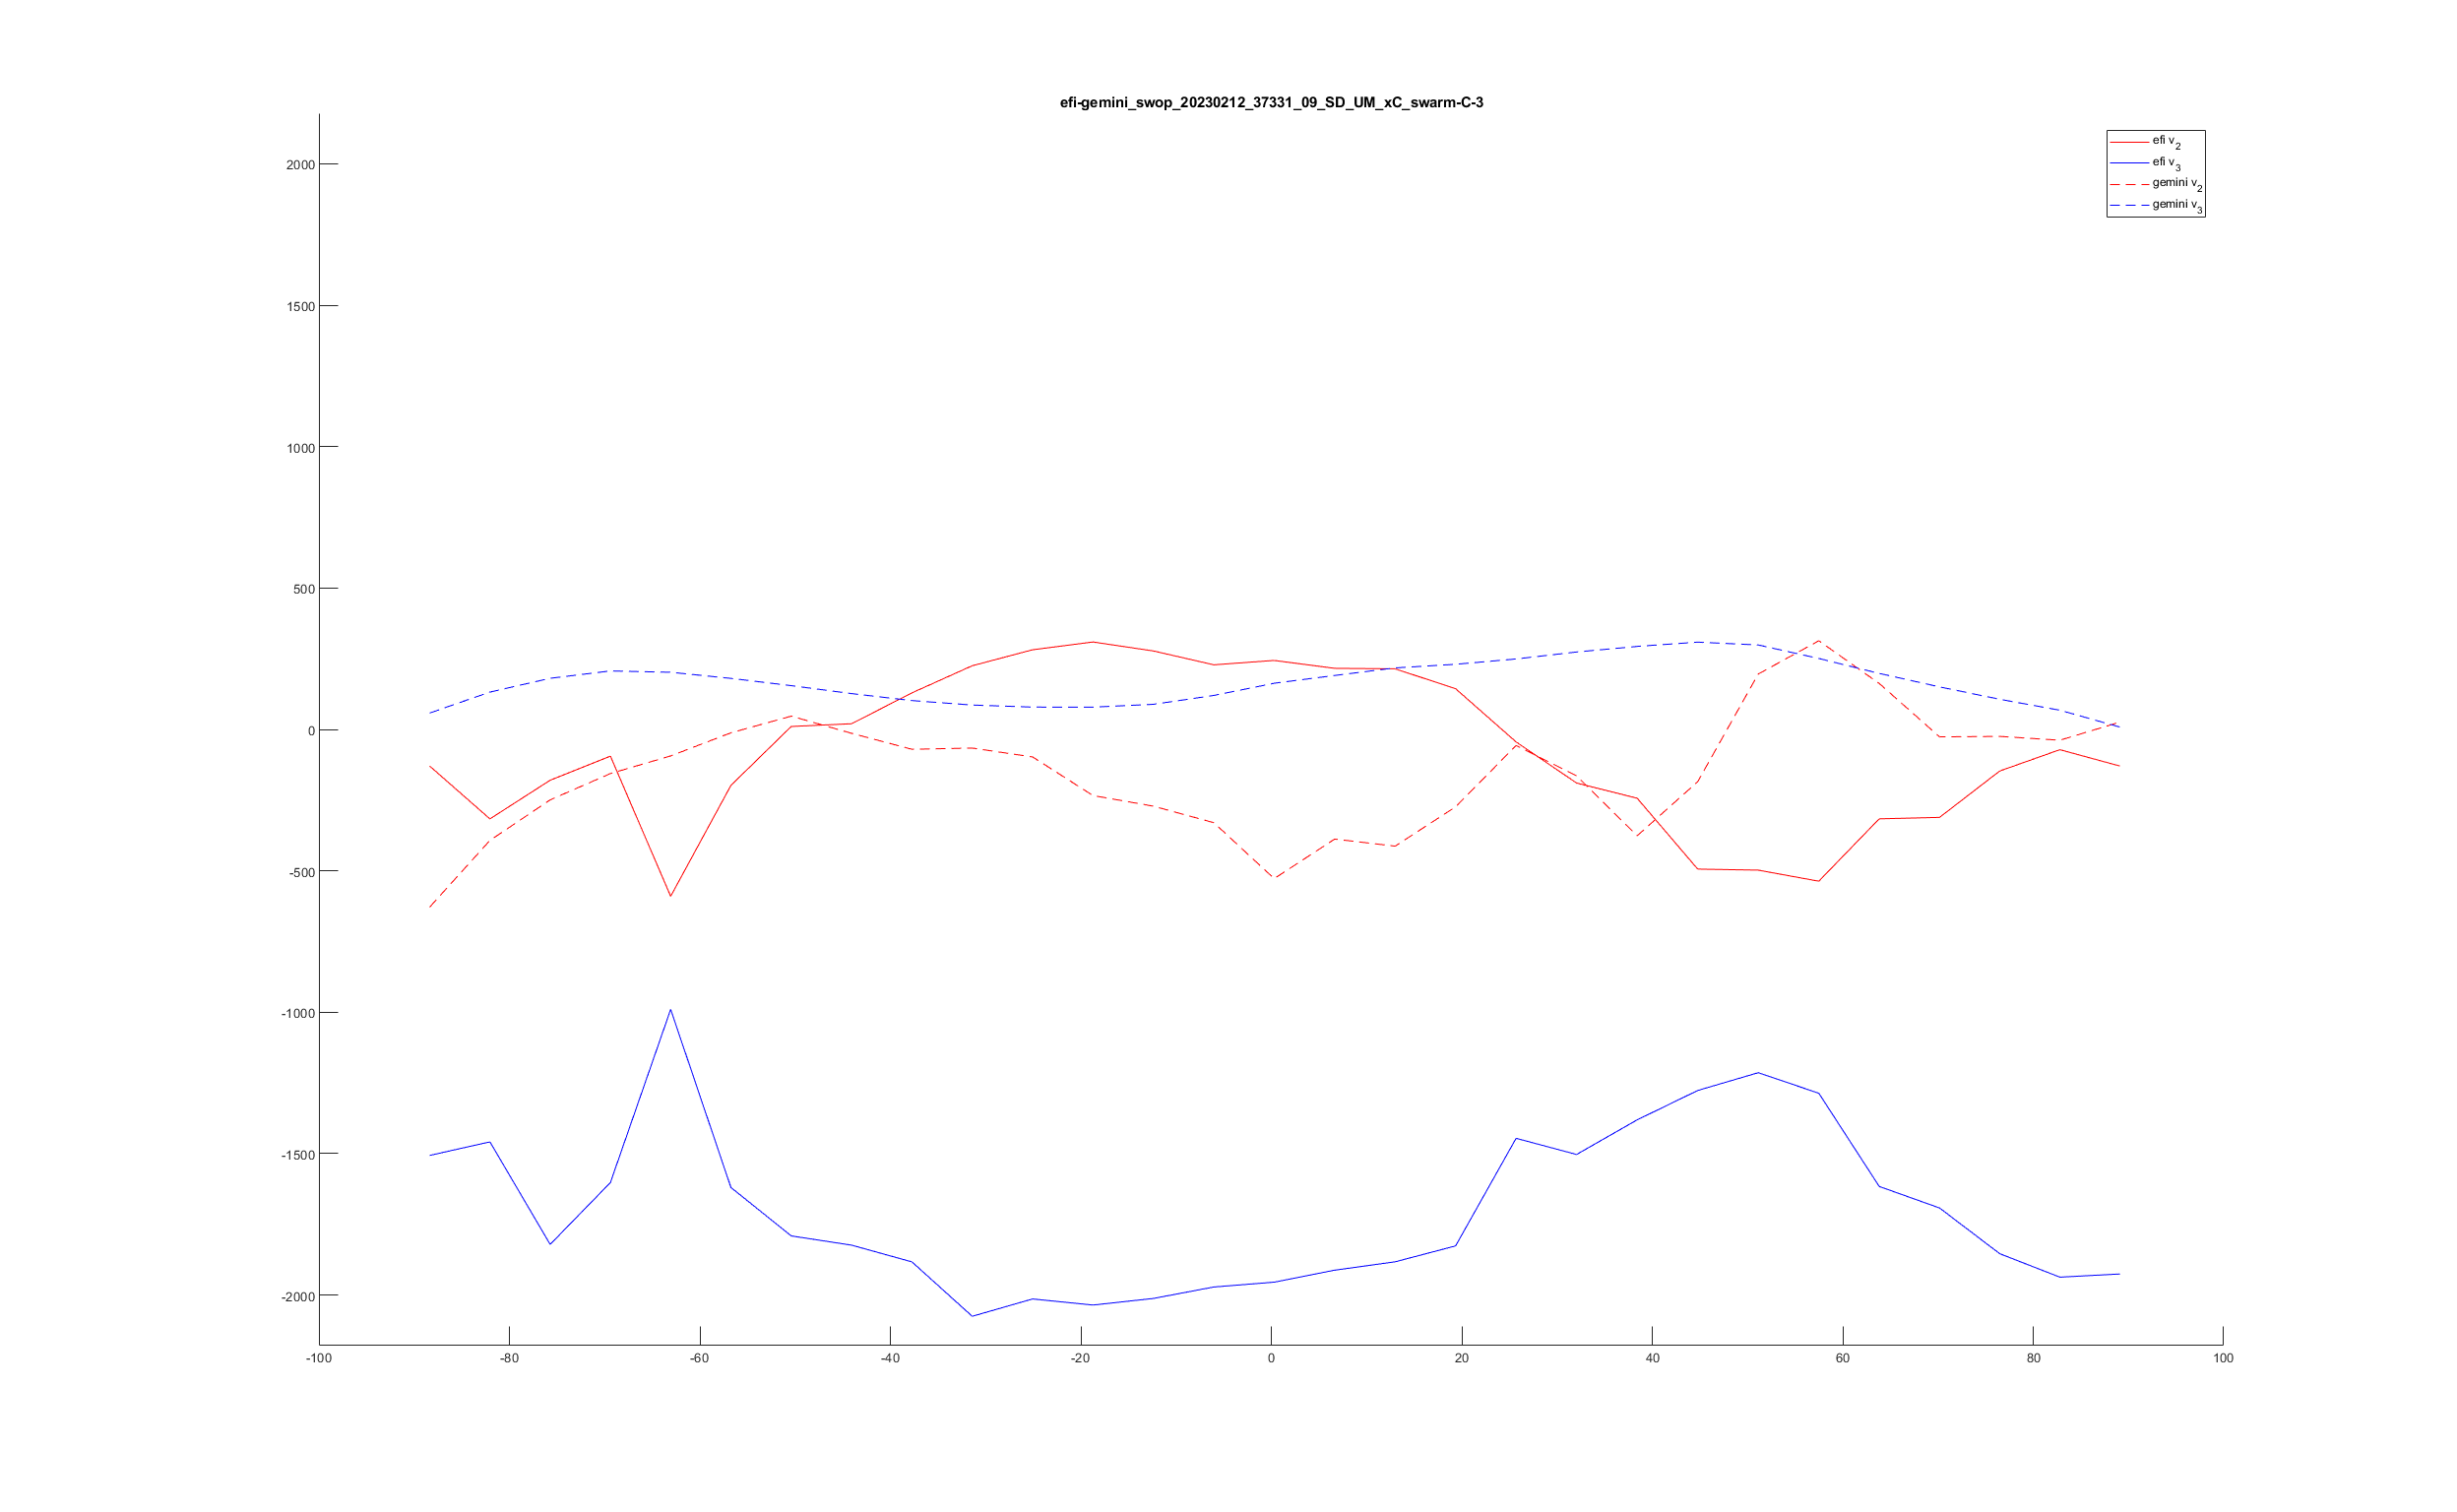 efi-gemini_swop_20230212_37331_09_SD_UM_xC_swarm-C-3
efi v2
efi v3
gemini v2
gemini v3
2000
1500
1000
500
0
-500
-1000
-1500
-2000
-100 -80 -60 -40 -20 0 20 40 60 80 100